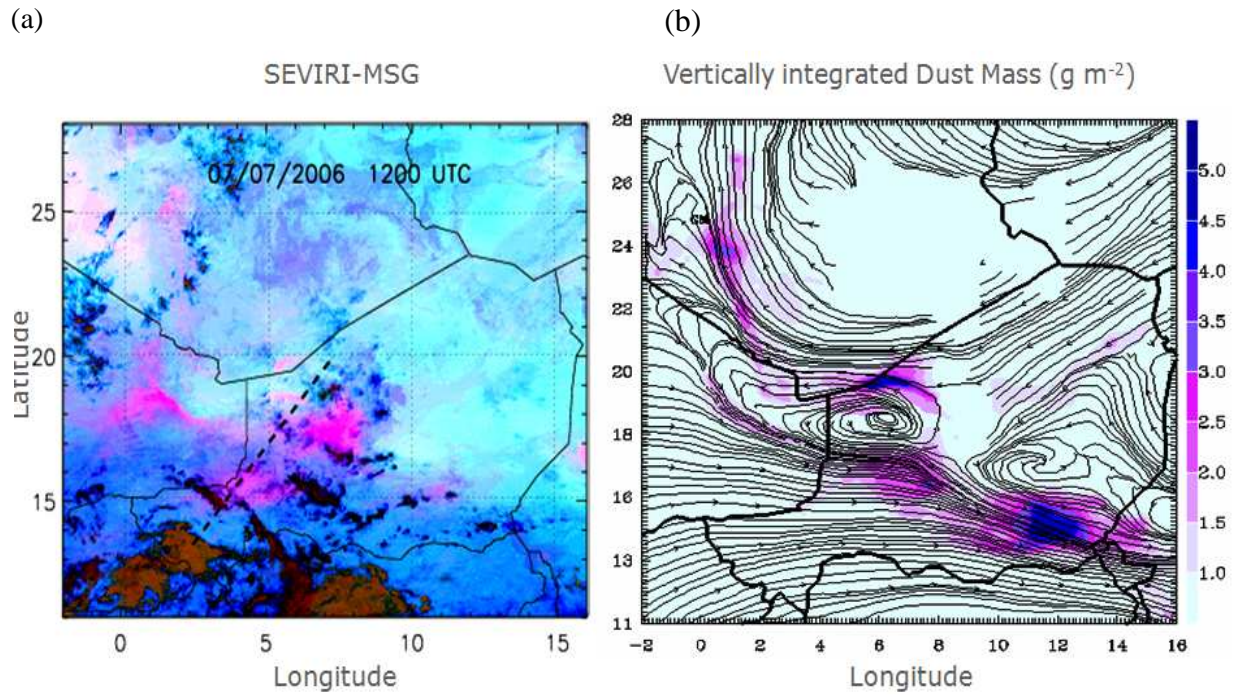 (a)
(b)
SEVIRI-MSG
Vertically integrated Dust Mass (g m⁻²)
07/07/2006 1200 UTC
25
20
15
Latitude
0 5 10 15
Longitude
28
26
24
22
20
18
16
13
11
-2 0 2 4 6 8 10 12 14 16
Longitude
5.0
4.5
4.0
3.5
3.0
2.5
2.0
1.5
1.0